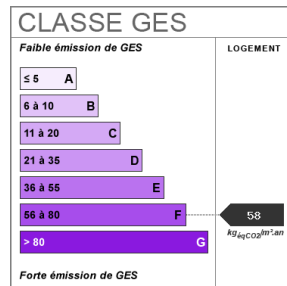 CLASSE GES
Faible émission de GES
LOGEMENT
≤ 5 A
6 à 10 B
11 à 20 C
21 à 35 D
36 à 55 E
56 à 80 F
58
kgéqCO2/m².an
> 80 G
Forte émission de GES